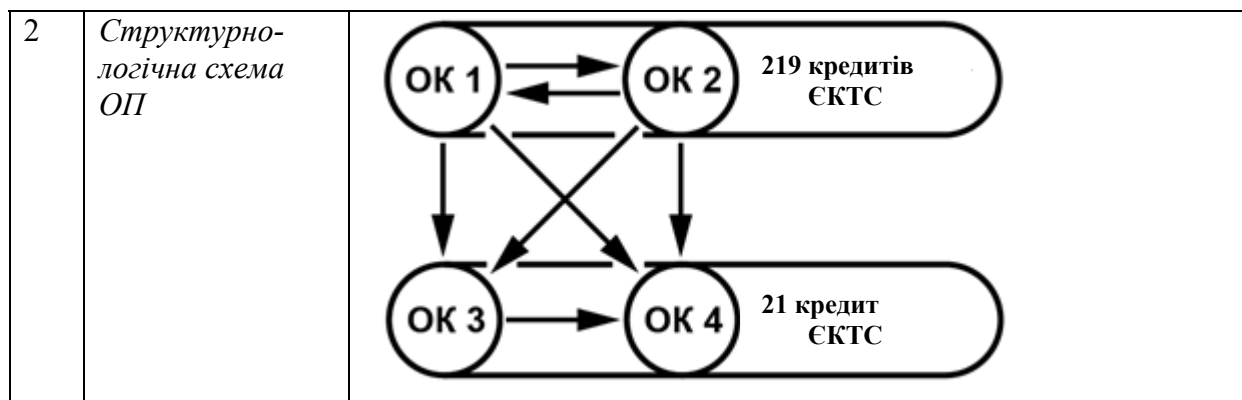 2
Структурно-
логічна схема
ОП
ОК 1
ОК 2
219 кредитів
ЄКТС
ОК 3
ОК 4
21 кредит
ЄКТС